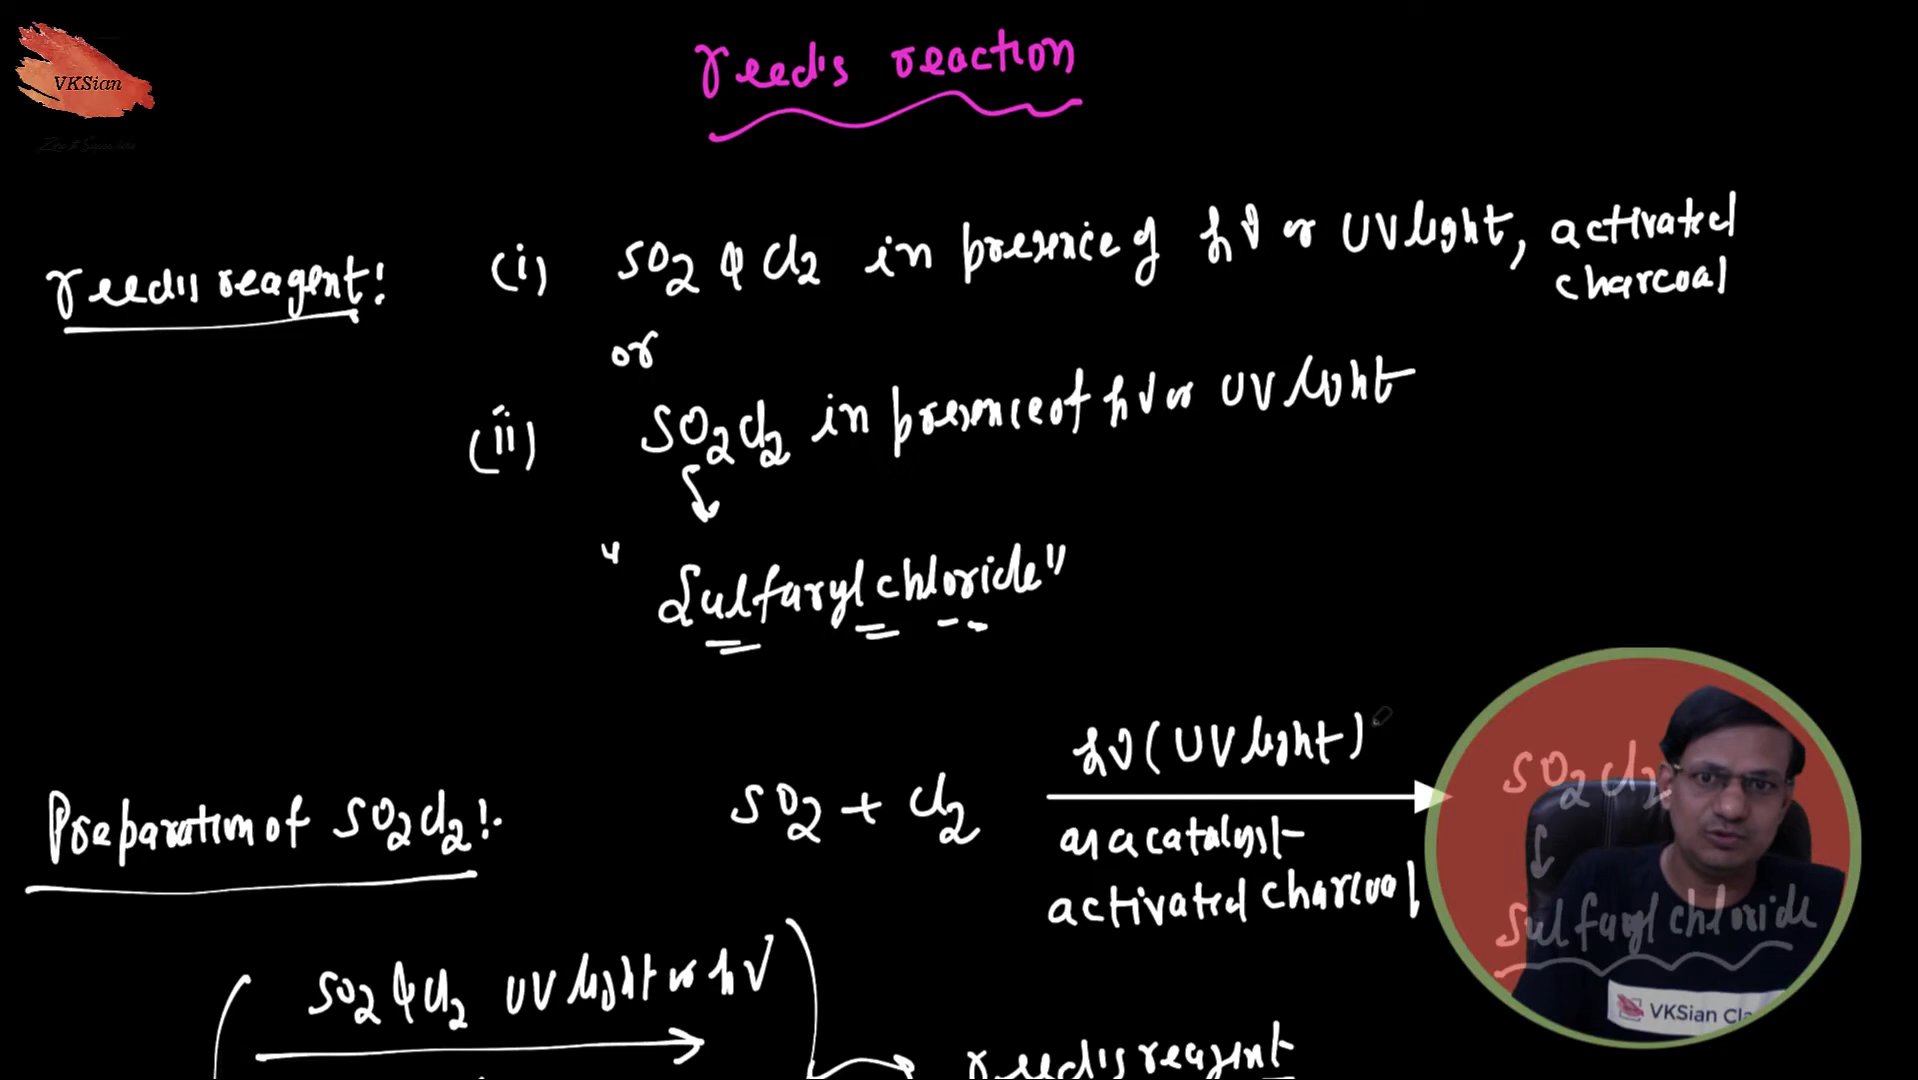 VKSian
reed's reaction
reed's reagent:
(i) SO2 & Cl2 in presence of hν or UV light, activated charcoal
or
(ii) SO2Cl2 in presence of hν or UV light
"Sulfuryl chloride"
Preparation of SO2Cl2:
SO2 + Cl2
hν (UV light)
SO2Cl2
as a catalyst
activated charcoal
Sulfuryl chloride
SO2 & Cl2 UV light or hν
VKSian Cla
reed's reagent